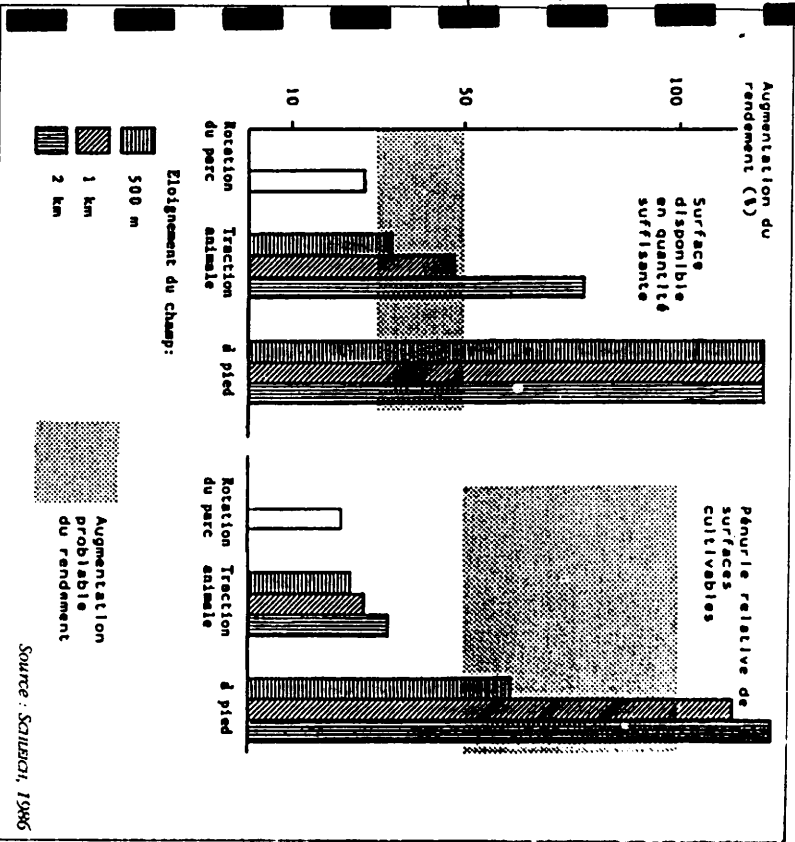 Augmentation du
rendement (%)
100
50
10
Surface
disponible
en quantité
suffisante
Pénurie relative de
surfaces
cultivables
Rotation
du parc
Traction
animale
à pied
Rotation
du parc
Traction
animale
à pied
Eloignement du champ:
500 m
1 km
2 km
Augmentation
problable
du rendement
Source : SCHLEICH, 1986